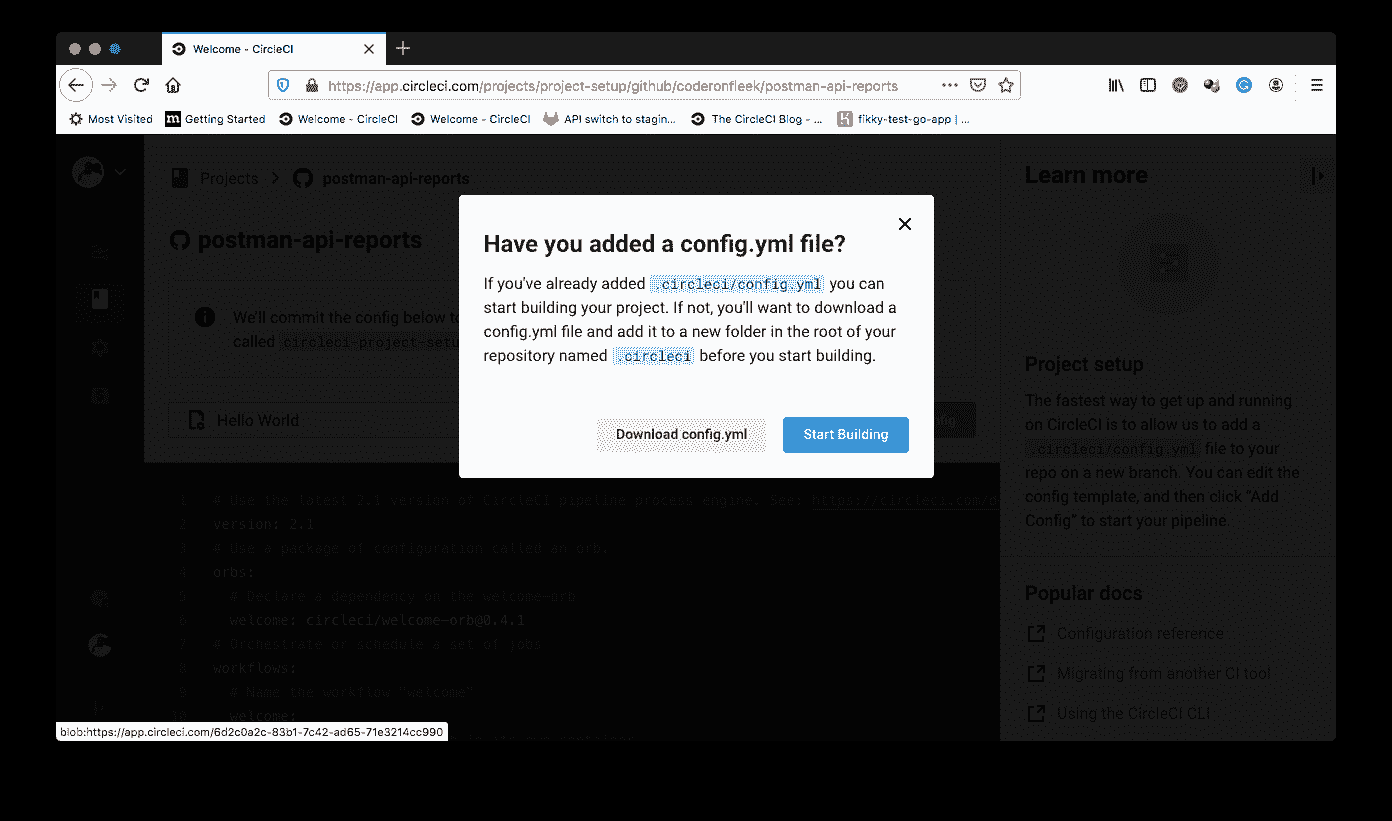 Welcome - CircleCI
https://app.circleci.com/projects/project-setup/github/coderonfleek/postman-api-reports
Most Visited
Getting Started
Welcome - CircleCI
Welcome - CircleCI
API switch to stagin...
The CircleCI Blog - ...
fikky-test-go-app | ...
Projects
postman-api-reports
Learn more
postman-api-reports
Have you added a config.yml file?
If you've already added .circleci/config.yml you can
start building your project. If not, you'll want to download a
config.yml file and add it to a new folder in the root of your
repository named .circleci before you start building.
Download config.yml
Start Building
We'll commit the config below to
called circleci-project-setu
Hello World
Project setup
The fastest way to get up and running
on CircleCI is to allow us to add a
.circleci/config.yml file to your
repo on a new branch. You can edit the
config template, and then click "Add
Config" to start your pipeline.
1 # Use the latest 2.1 version of CircleCI pipeline process engine. See: https://circleci.com/d
2 version: 2.1
3 # Use a package of configuration called an orb.
4 orbs:
5 # Declare a dependency on the welcome-orb
6 welcome: circleci/welcome-orb@0.4.1
7 # Orchestrate or schedule a set of jobs
8 workflows:
9 # Name the workflow "welcome"
10 welcome:
Popular docs
Configuration reference
Migrating from another CI tool
Using the CircleCI CLI
blob:https://app.circleci.com/6d2c0a2c-83b1-7c42-ad65-71e3214cc990